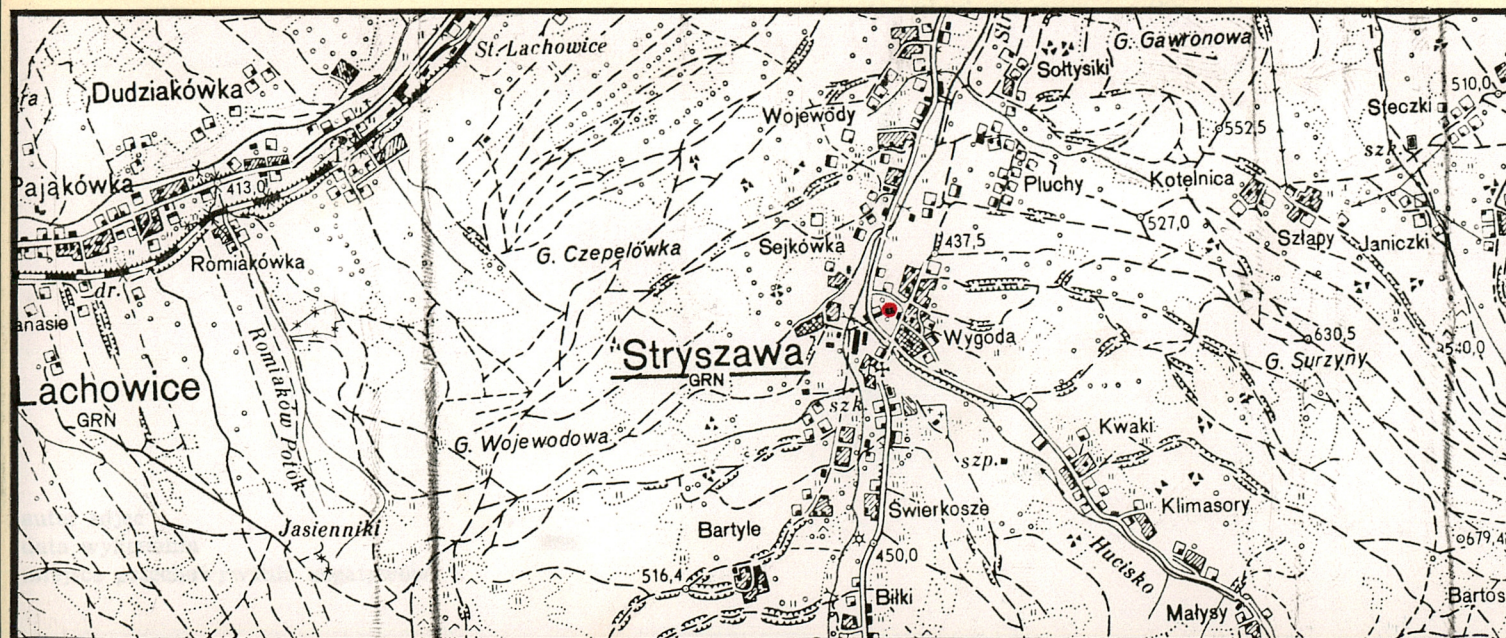 St. Lachowice
G. Gawronowa
Sołtysiki
Dudziakówka
510,0
Steczki
Wojewody
552,5
szk.
Pająkówka
413,0
Pluchy
Kotelnica
527,0
G. Czepelówka
Sejkówka
437,5
Szłapy
Janiczki
Romiakówka
dr.
anasie
Romiaków Potok
Wygoda
630,5
540,0
Stryszawa
GRN
G. Surzyny
Lachowice
GRN
szk.
G. Wojewodowa
Kwaki
szp.
Jasienniki
Bartyle
Świerkosze
Klimasory
450,0
Hucisko
679,4
516,4
Biłki
Małysy
Bartos